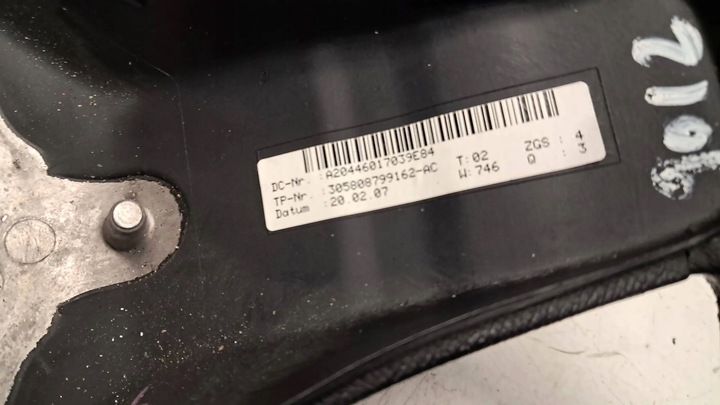 DC-Nr. :A20446017039E84
TP-Nr. :305808799162-AC T:02 ZGS : 4
Datum :20.02.07 W:746 Q : 3
2012